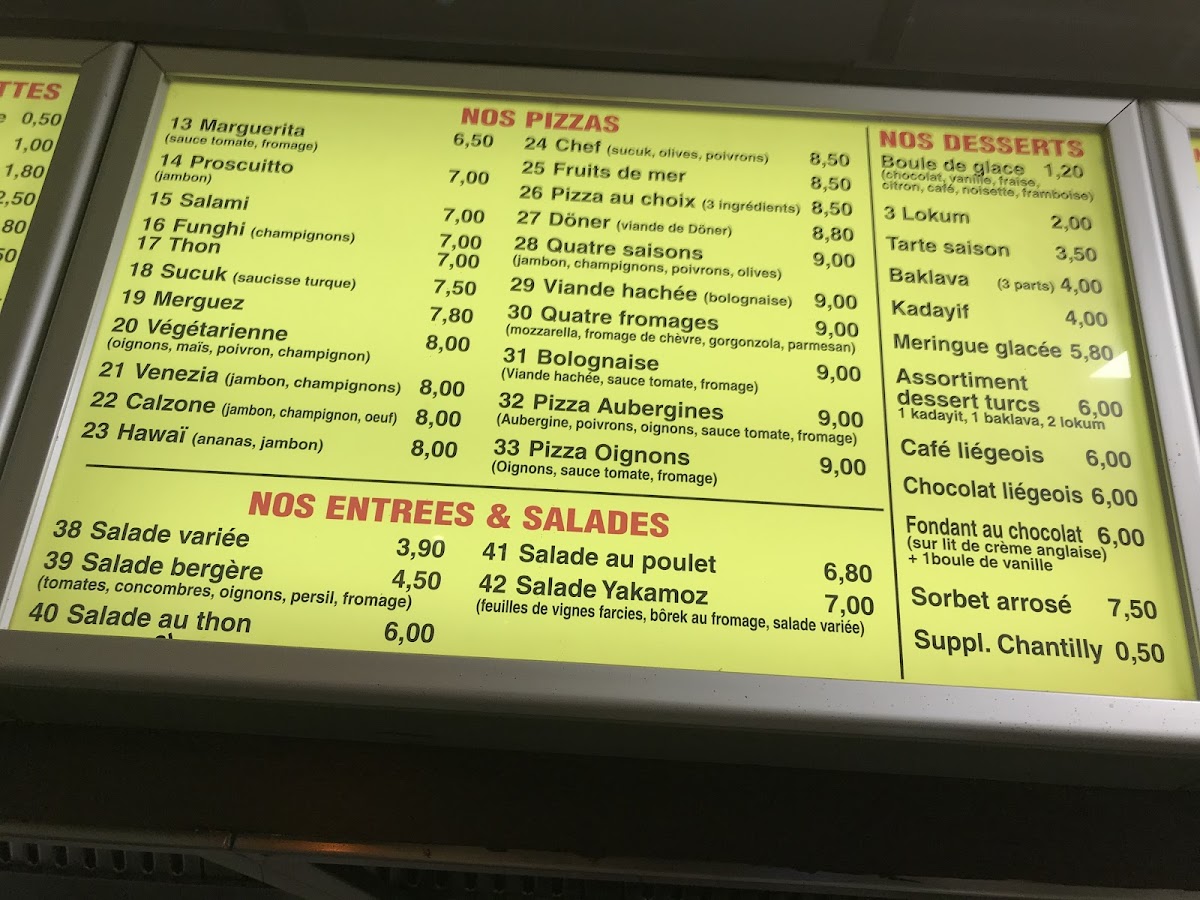 TTES
e 0,50
1,00
1,80
2,50
80
50
NOS PIZZAS
13 Marguerita 6,50
(sauce tomate, fromage)
14 Proscuitto 7,00
(jambon)
15 Salami 7,00
16 Funghi (champignons) 7,00
17 Thon 7,00
18 Sucuk (saucisse turque) 7,50
19 Merguez 7,80
20 Végétarienne 8,00
(oignons, maïs, poivron, champignon)
21 Venezia (jambon, champignons) 8,00
22 Calzone (jambon, champignon, oeuf) 8,00
23 Hawaï (ananas, jambon) 8,00
24 Chef (sucuk, olives, poivrons) 8,50
25 Fruits de mer 8,50
26 Pizza au choix (3 ingrédients) 8,50
27 Döner (viande de Döner) 8,80
28 Quatre saisons 9,00
(jambon, champignons, poivrons, olives)
29 Viande hachée (bolognaise) 9,00
30 Quatre fromages 9,00
(mozzarella, fromage de chèvre, gorgonzola, parmesan)
31 Bolognaise 9,00
(Viande hachée, sauce tomate, fromage)
32 Pizza Aubergines 9,00
(Aubergine, poivrons, oignons, sauce tomate, fromage)
33 Pizza Oignons 9,00
(Oignons, sauce tomate, fromage)
NOS ENTREES & SALADES
38 Salade variée 3,90
39 Salade bergère 4,50
(tomates, concombres, oignons, persil, fromage)
40 Salade au thon 6,00
41 Salade au poulet 6,80
42 Salade Yakamoz 7,00
(feuilles de vignes farcies, bôrek au fromage, salade variée)
NOS DESSERTS
Boule de glace 1,20
(chocolat, vanille, fraise,
citron, café, noisette, framboise)
3 Lokum 2,00
Tarte saison 3,50
Baklava (3 parts) 4,00
Kadayif 4,00
Meringue glacée 5,80
Assortiment
dessert turcs 6,00
1 kadayit, 1 baklava, 2 lokum
Café liégeois 6,00
Chocolat liégeois 6,00
Fondant au chocolat 6,00
(sur lit de crème anglaise)
+ 1boule de vanille
Sorbet arrosé 7,50
Suppl. Chantilly 0,50